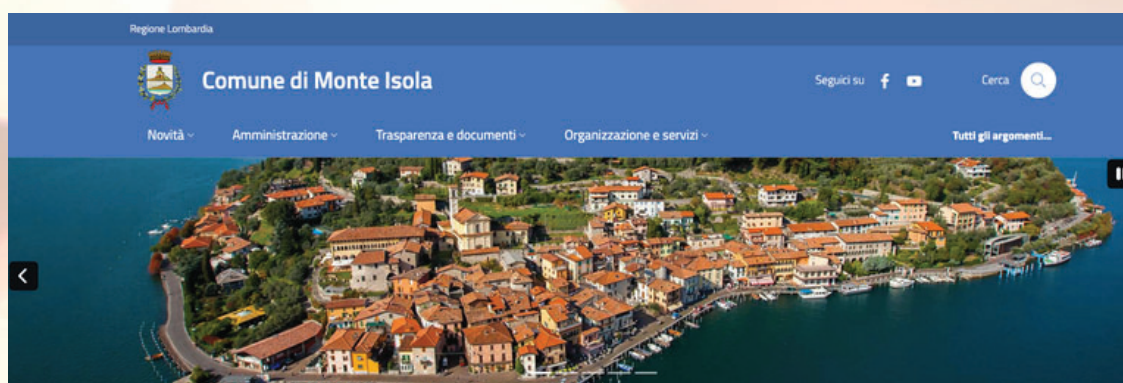 Regione Lombardia
Comune di Monte Isola
Seguici su
Cerca
Novità
Amministrazione
Trasparenza e documenti
Organizzazione e servizi
Tutti gli argomenti...